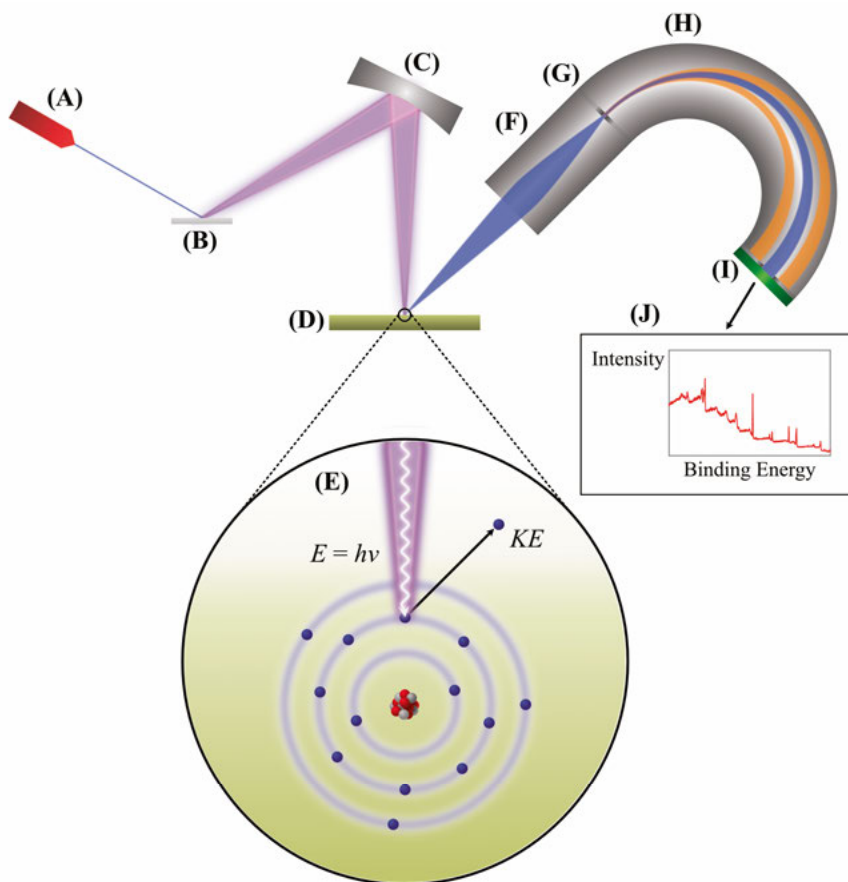 (A)
(B)
(C)
(D)
(E)
(F)
(G)
(H)
(I)
(J)
Intensity
Binding Energy
E = hν
KE